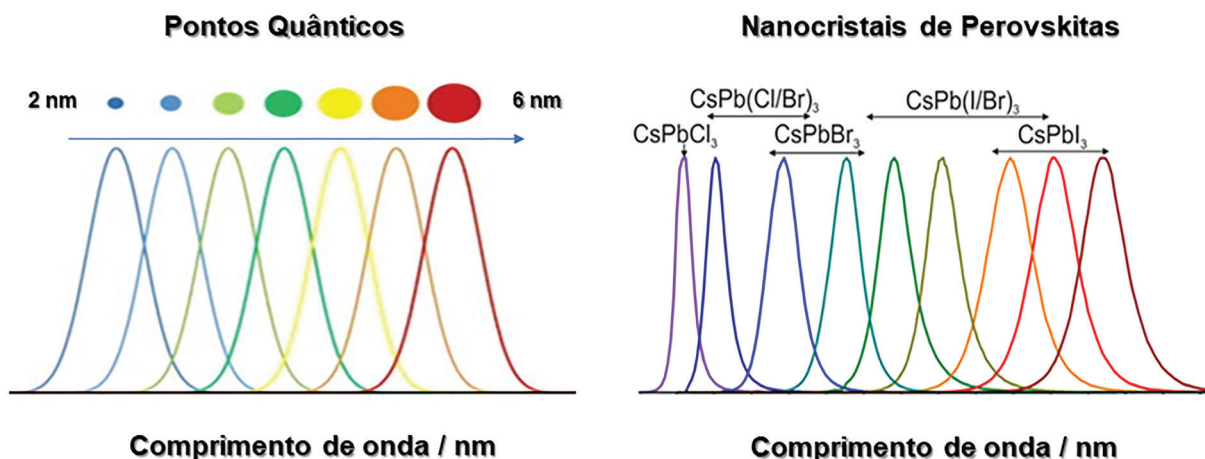 Pontos Quânticos
2 nm
6 nm
Comprimento de onda / nm
Nanocristais de Perovskitas
CsPb(Cl/Br)₃
CsPb(I/Br)₃
CsPbCl₃
CsPbBr₃
CsPbI₃
Comprimento de onda / nm